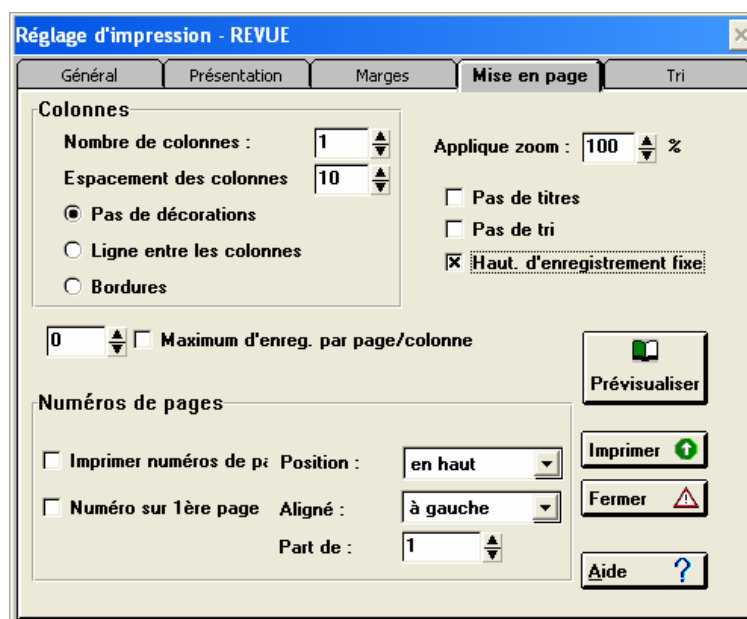 Réglage d'impression - REVUE
Général Présentation Marges Mise en page Tri
Colonnes
Nombre de colonnes : 1
Applique zoom : 100 %
Espacement des colonnes 10
Pas de titres
Pas de décorations
Pas de tri
Ligne entre les colonnes
Haut. d'enregistrement fixe
Bordures
0 Maximum d'enreg. par page/colonne
Prévisualiser
Numéros de pages
Imprimer numéros de pa Position : en haut
Imprimer
Numéro sur 1ère page Aligné : à gauche
Fermer
Part de : 1
Aide ?